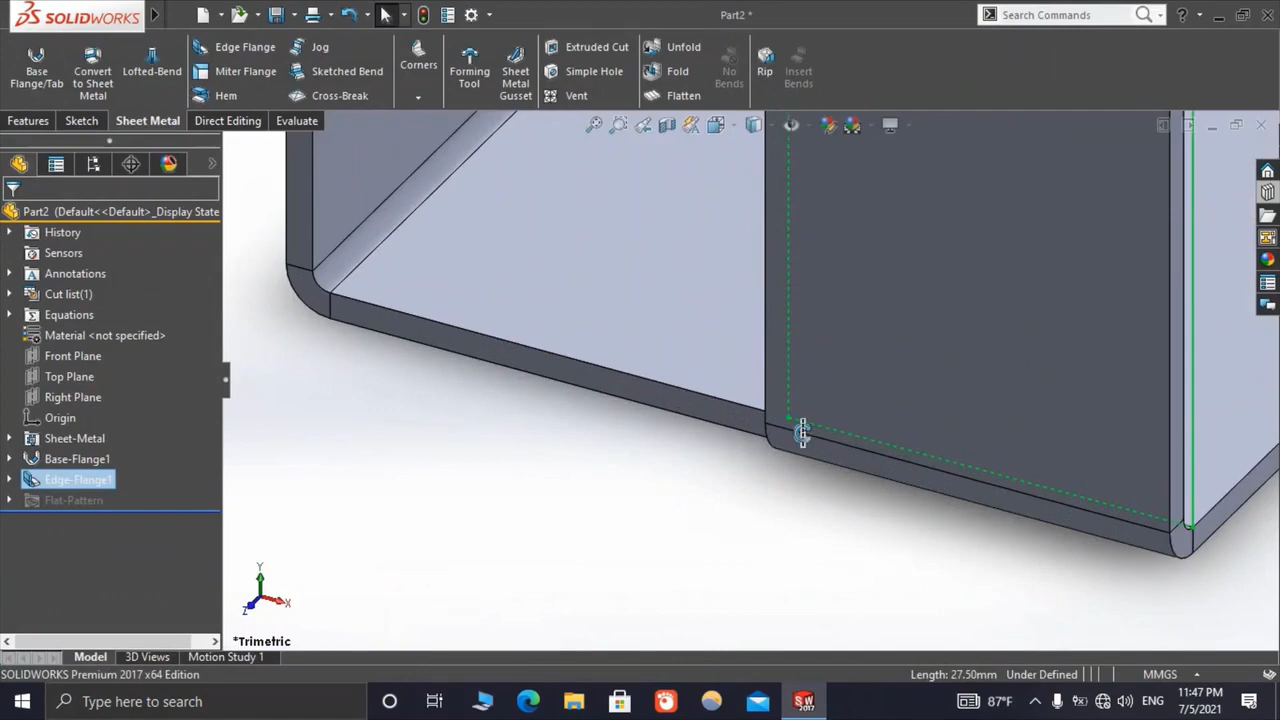 SOLIDWORKS
Part2 *
Search Commands
Base Flange/Tab
Convert to Sheet Metal
Lofted-Bend
Edge Flange
Miter Flange
Hem
Jog
Sketched Bend
Cross-Break
Corners
Forming Tool
Sheet Metal Gusset
Extruded Cut
Simple Hole
Vent
Unfold
Fold
Flatten
No Bends
Rip
Insert Bends
Features
Sketch
Sheet Metal
Direct Editing
Evaluate
Part2 (Default<<Default>_Display State
History
Sensors
Annotations
Cut list(1)
Equations
Material <not specified>
Front Plane
Top Plane
Right Plane
Origin
Sheet-Metal
Base-Flange1
Edge-Flange1
Flat-Pattern
Y
X
Z
*Trimetric
Model
3D Views
Motion Study 1
SOLIDWORKS Premium 2017 x64 Edition
Length: 27.50mm
Under Defined
MMGS
Type here to search
SW
2017
87°F
ENG
11:47 PM
7/5/2021